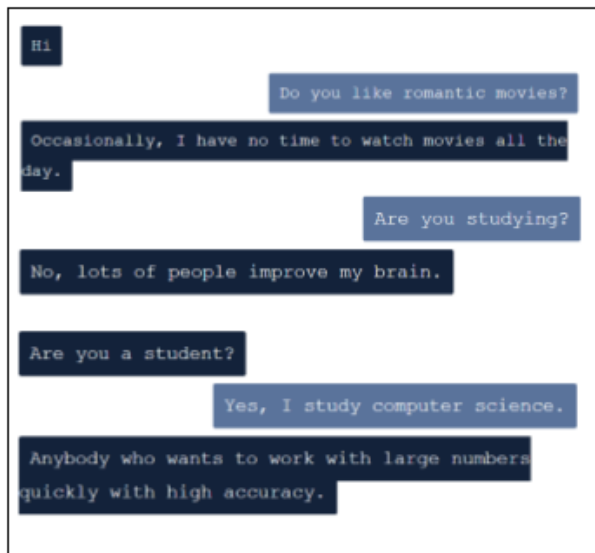 Hi
Do you like romantic movies?
Occasionally, I have no time to watch movies all the
day.
Are you studying?
No, lots of people improve my brain.
Are you a student?
Yes, I study computer science.
Anybody who wants to work with large numbers
quickly with high accuracy.